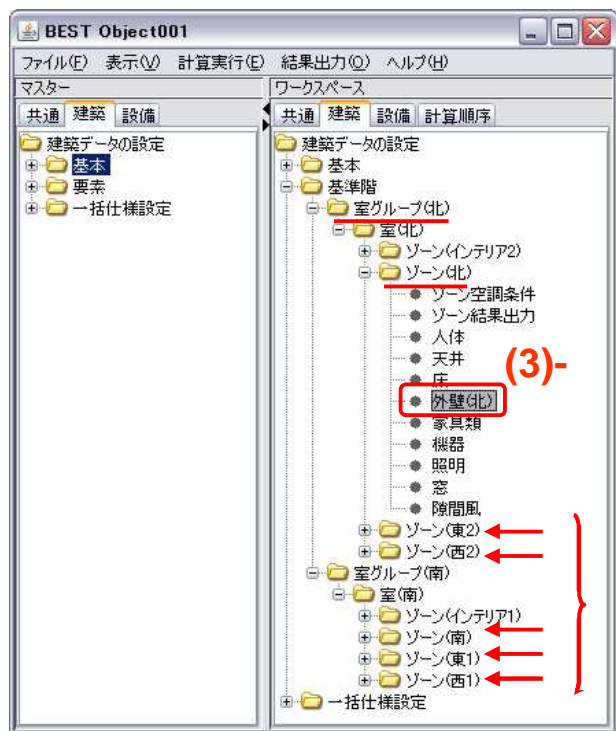 BEST Object001
ファイル(F) 表示(V) 計算実行(E) 結果出力(O) ヘルプ(H)
マスター
共通 建築 設備
建築データの設定
基本
要素
一括仕様設定
ワークスペース
共通 建築 設備 計算順序
建築データの設定
基本
基準階
室グループ(北)
室(北)
ゾーン(インテリア2)
ゾーン(北)
ゾーン空調条件
ゾーン結果出力
人体
天井
(3)-
床
外壁(北)
家具類
機器
照明
窓
隙間風
ゾーン(東2)
ゾーン(西2)
室グループ(南)
室(南)
ゾーン(インテリア1)
ゾーン(南)
ゾーン(東1)
ゾーン(西1)
一括仕様設定